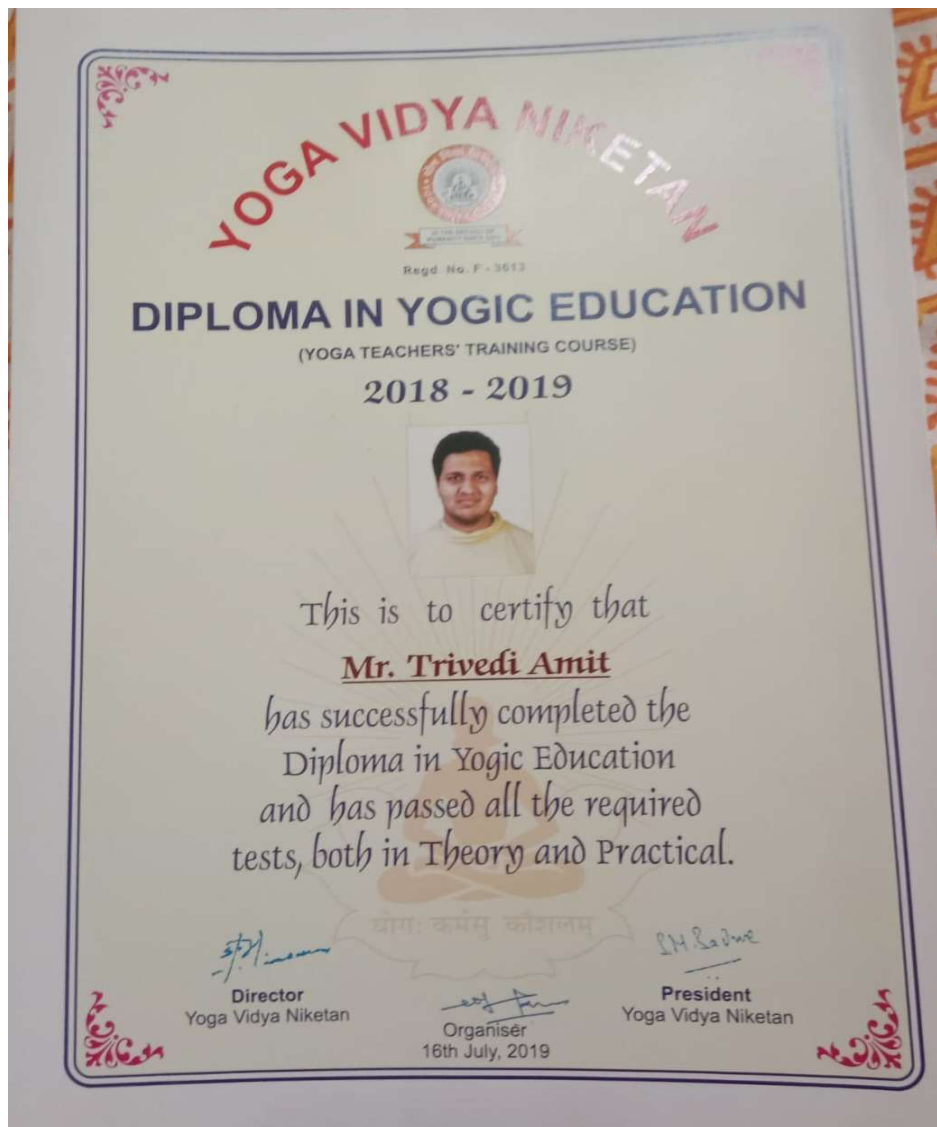 YOGA VIDYA NIKETAN
Regd. No. F - 3613
DIPLOMA IN YOGIC EDUCATION
(YOGA TEACHERS' TRAINING COURSE)
2018 - 2019
This is to certify that
Mr. Trivedi Amit
has successfully completed the
Diploma in Yogic Education
and has passed all the required
tests, both in Theory and Practical.
योगः कर्मसु कौशलम्
Director
Yoga Vidya Niketan
Organiser
16th July, 2019
President
Yoga Vidya Niketan